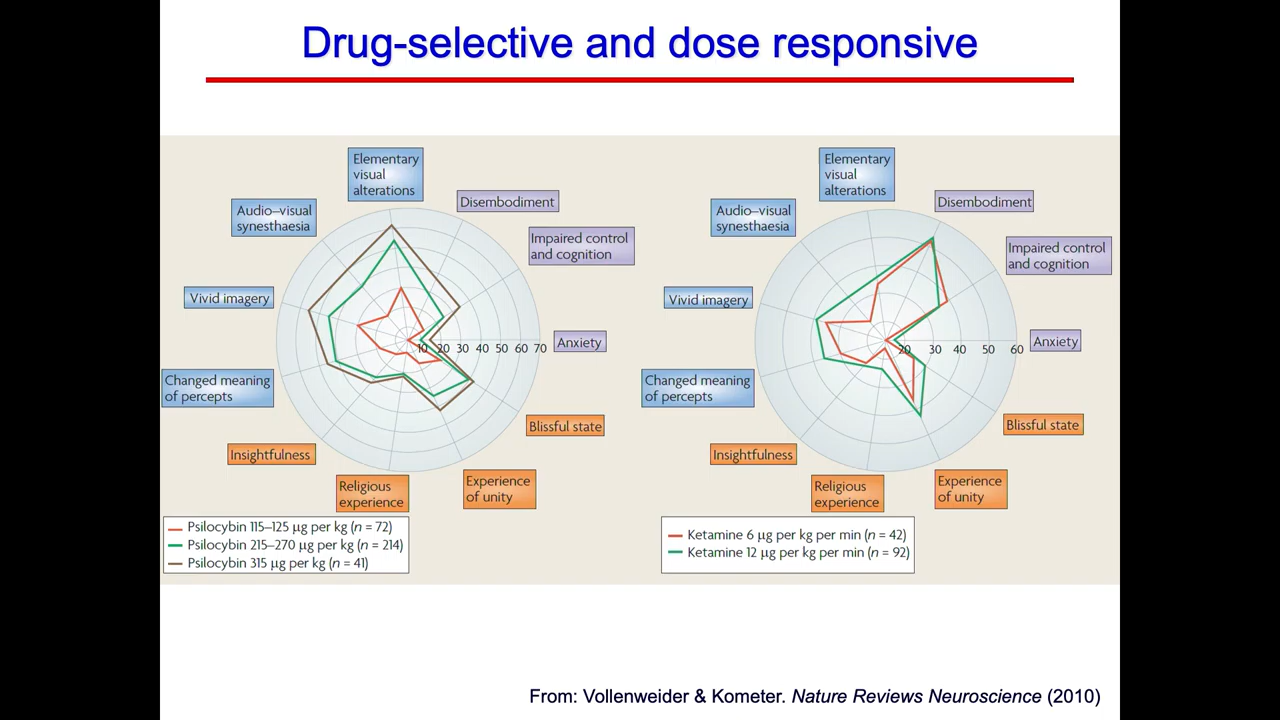 Drug-selective and dose responsive
Elementary
visual
alterations
Disembodiment
Audio–visual
synesthaesia
Impaired control
and cognition
Vivid imagery
10 20 30 40 50 60 70
Anxiety
Changed meaning
of percepts
Blissful state
Insightfulness
Religious
experience
Experience
of unity
Psilocybin 115–125 µg per kg (n = 72)
Psilocybin 215–270 µg per kg (n = 214)
Psilocybin 315 µg per kg (n = 41)
Elementary
visual
alterations
Disembodiment
Audio–visual
synesthaesia
Impaired control
and cognition
Vivid imagery
20 30 40 50 60
Anxiety
Changed meaning
of percepts
Blissful state
Insightfulness
Religious
experience
Experience
of unity
Ketamine 6 µg per kg per min (n = 42)
Ketamine 12 µg per kg per min (n = 92)
From: Vollenweider & Kometer. Nature Reviews Neuroscience (2010)